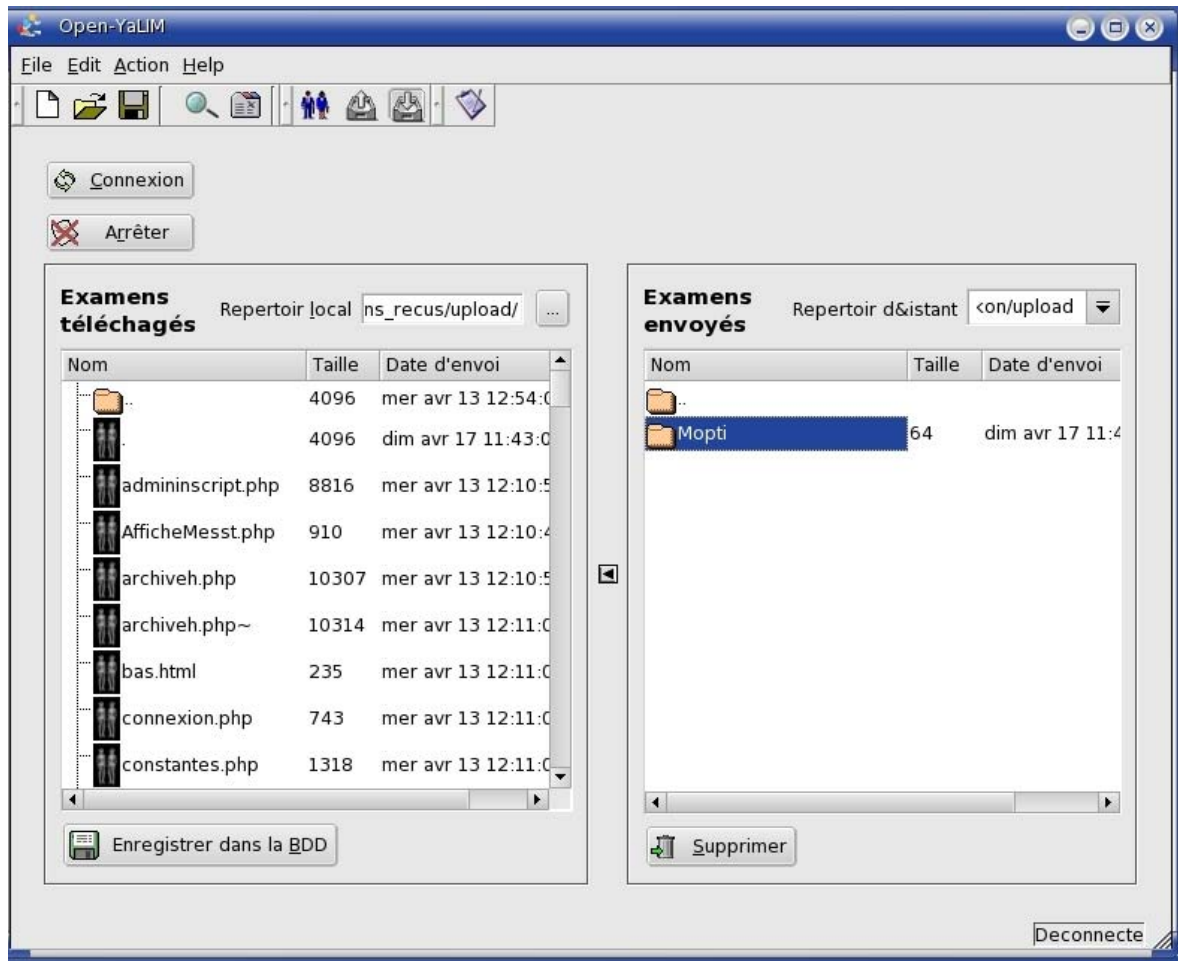 Open-YaLIM
File Edit Action Help
Connexion
Arrêter
Examens téléchagés
Repertoir local ns_recus/upload/ ...
Nom Taille Date d'envoi
.. 4096 mer avr 13 12:54:0
. 4096 dim avr 17 11:43:0
admininscript.php 8816 mer avr 13 12:10:5
AfficheMesst.php 910 mer avr 13 12:10:4
archiveh.php 10307 mer avr 13 12:10:5
archiveh.php~ 10314 mer avr 13 12:11:0
bas.html 235 mer avr 13 12:11:0
connexion.php 743 mer avr 13 12:11:0
constantes.php 1318 mer avr 13 12:11:0
Enregistrer dans la BDD
Examens envoyés
Repertoir d&istant con/upload
Nom Taille Date d'envoi
..
Mopti 64 dim avr 17 11:4
Supprimer
Deconnecte